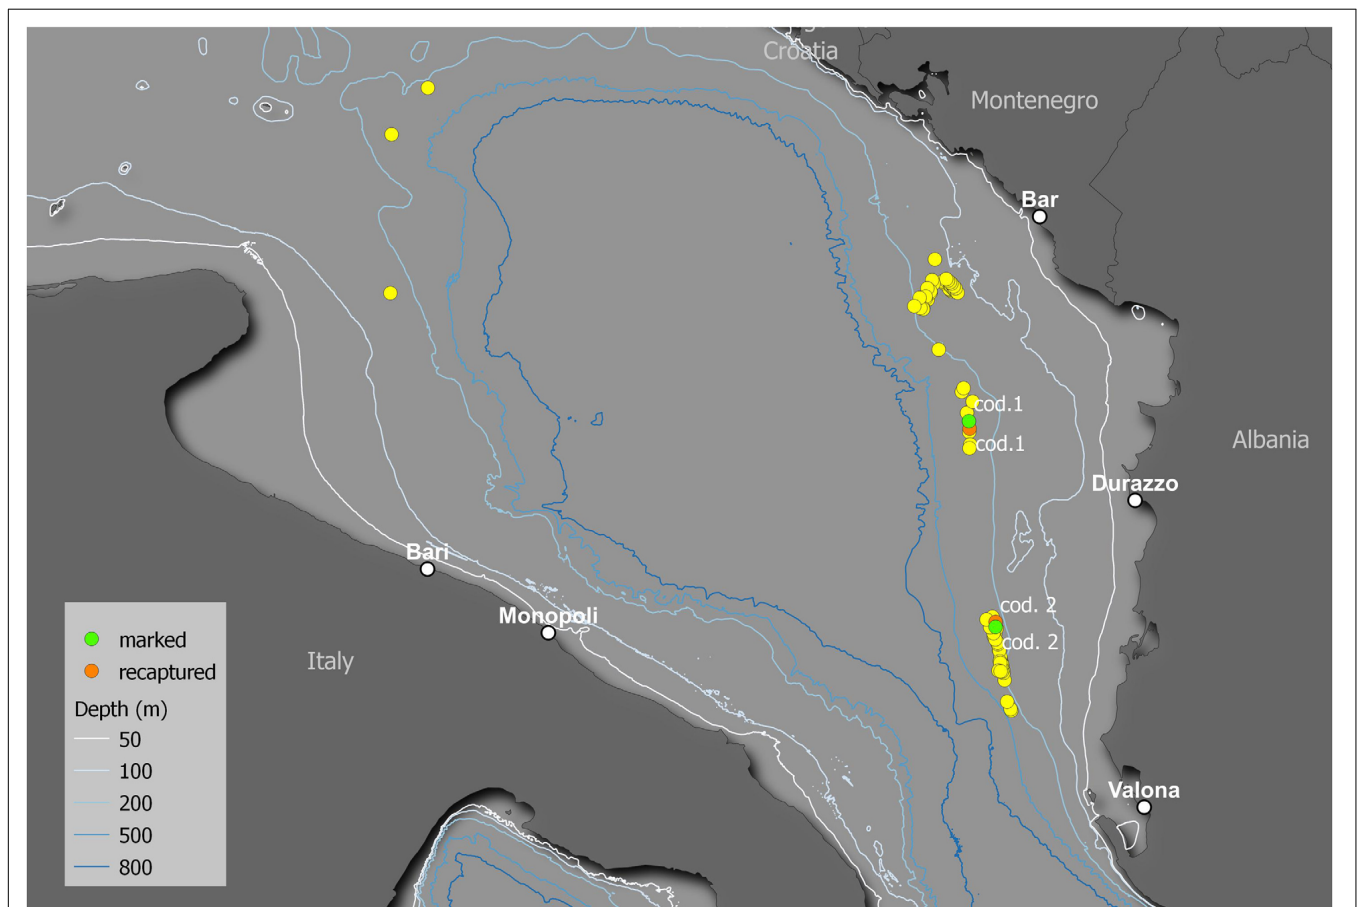 Croatia
Montenegro
Bar
cod.1
cod.1
Albania
Durazzo
Bari
Monopoli
cod. 2
cod. 2
Italy
Valona
marked
recaptured
Depth (m)
50
100
200
500
800